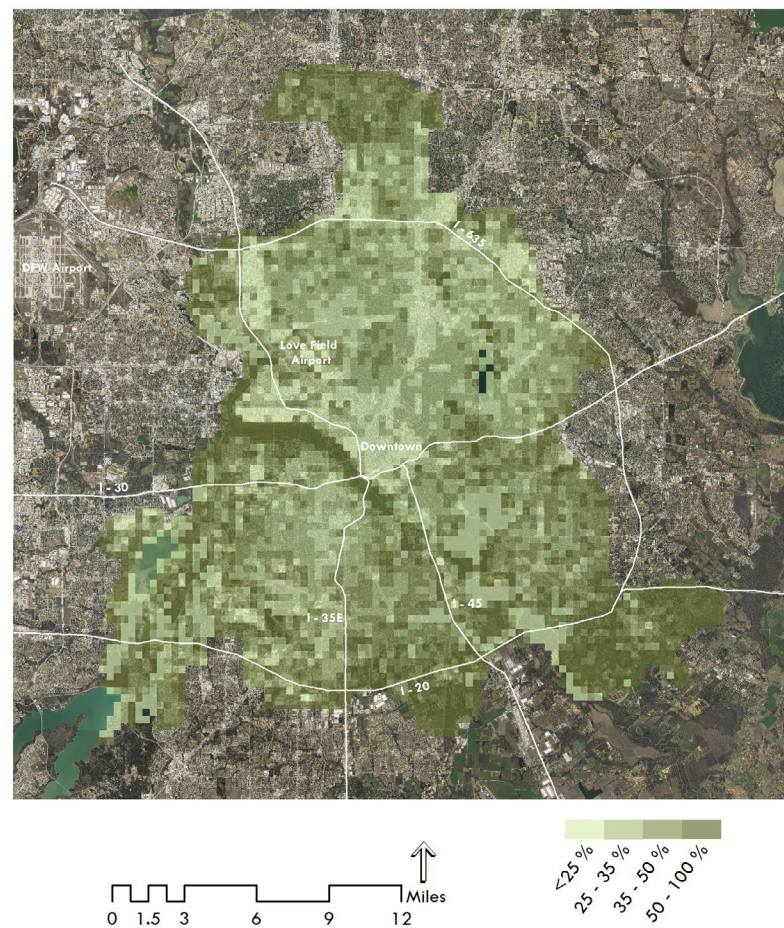 I - 635
DFW Airport
Love Field
Airport
Downtown
I - 30
I - 35E
I - 45
I - 20
<25 %
25 - 35 %
35 - 50 %
50 - 100 %
Miles
0 1.5 3 6 9 12